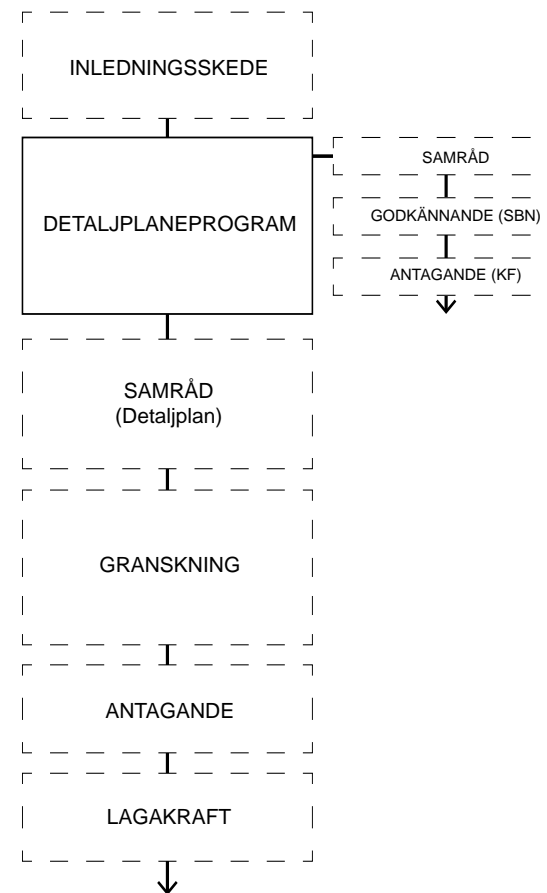 INLEDNINGSSKEDE
DETALJPLANEPROGRAM
SAMRÅD
GODKÄNNANDE (SBN)
ANTAGANDE (KF)
SAMRÅD
(Detaljplan)
GRANSKNING
ANTAGANDE
LAGAKRAFT